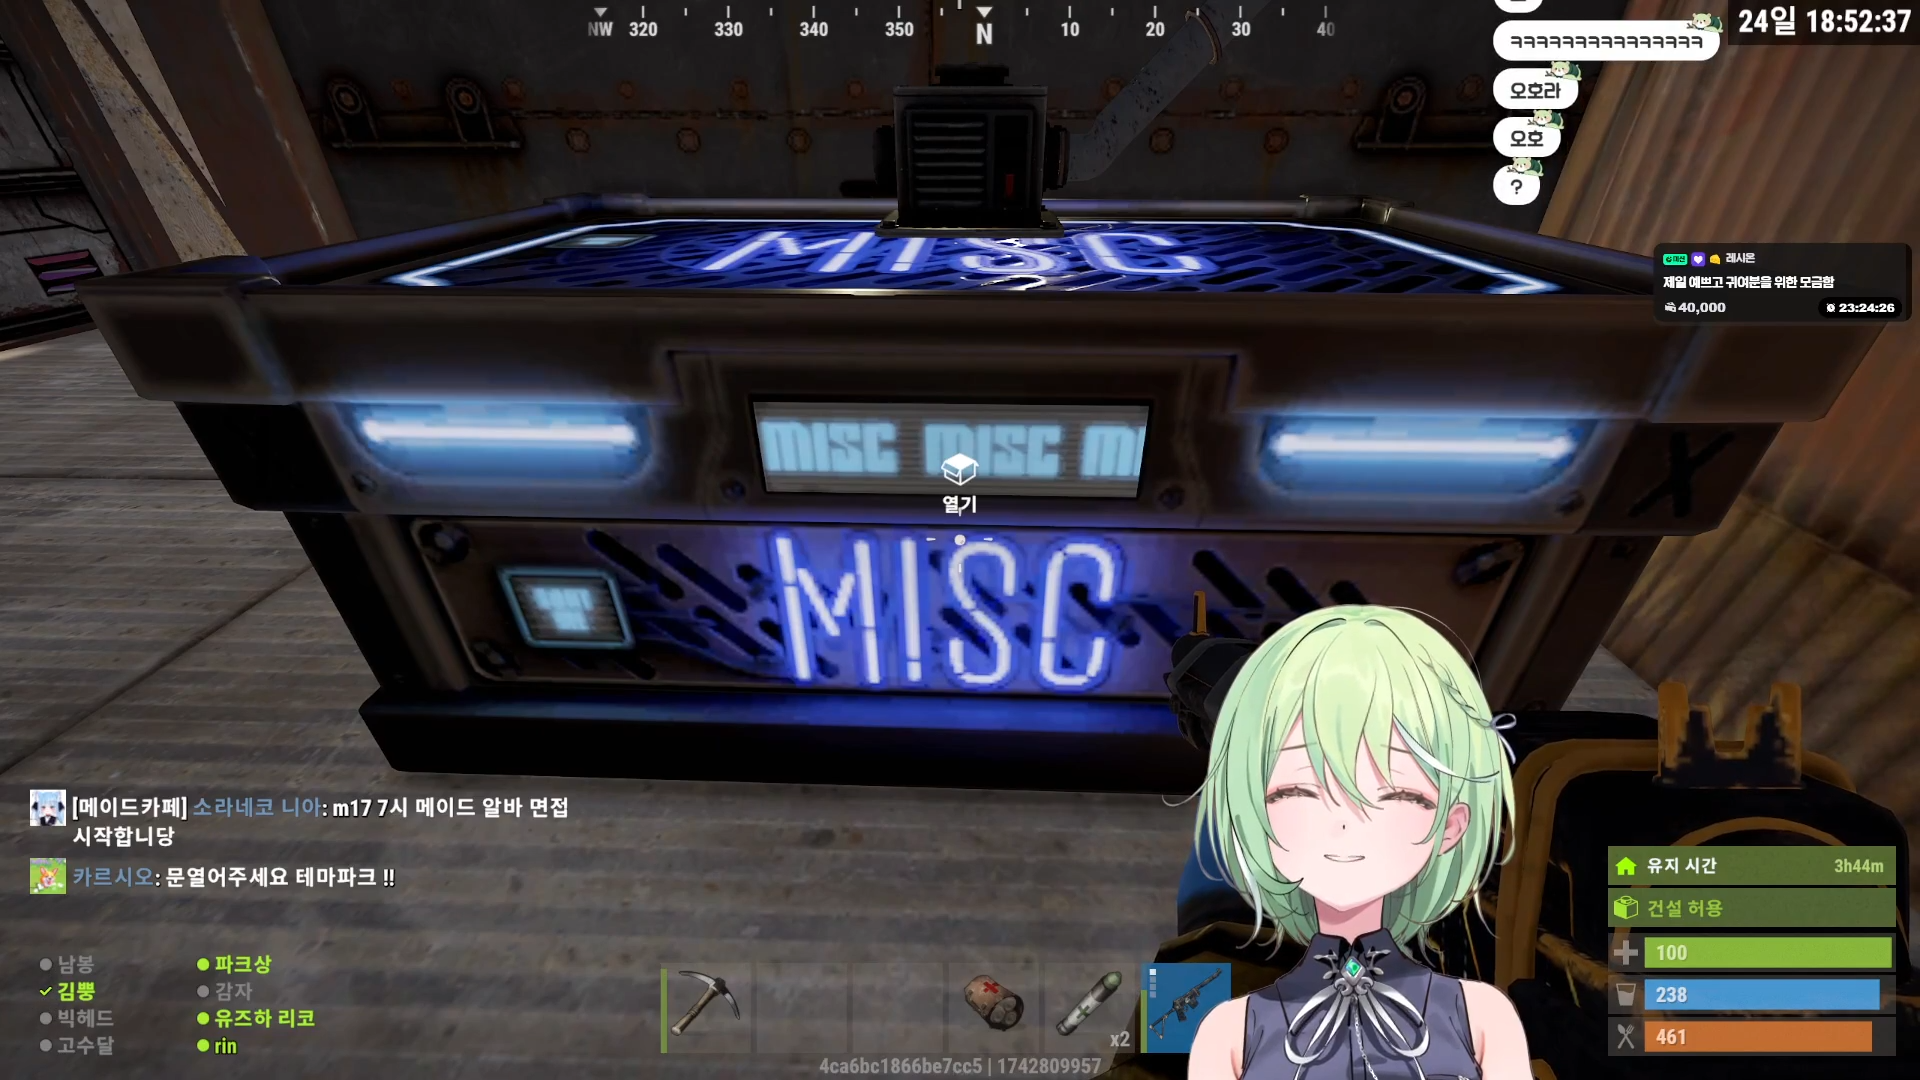 NW 320 330 340 350 N 10 20 30 40
24일 18:52:37
ㅋㅋㅋㅋㅋㅋㅋㅋㅋㅋㅋㅋㅋㅋㅋ
오호라
오호
?
레시온
제일 예쁘고 귀여분을 위한 모금함
40,000
23:24:26
MISC
MISC MISC MI
열기
MISC
[메이드카페] 소라네코 니아: m17 7시 메이드 알바 면접
시작합니당
카르시오: 문열어주세요 테마파크 !!
남봉 파크상
김뿡 감자
빅헤드 유즈하 리코
고수달 rin
유지 시간 3h44m
건설 허용
100
238
461
x2
4ca6bc1866be7cc5 | 1742809957